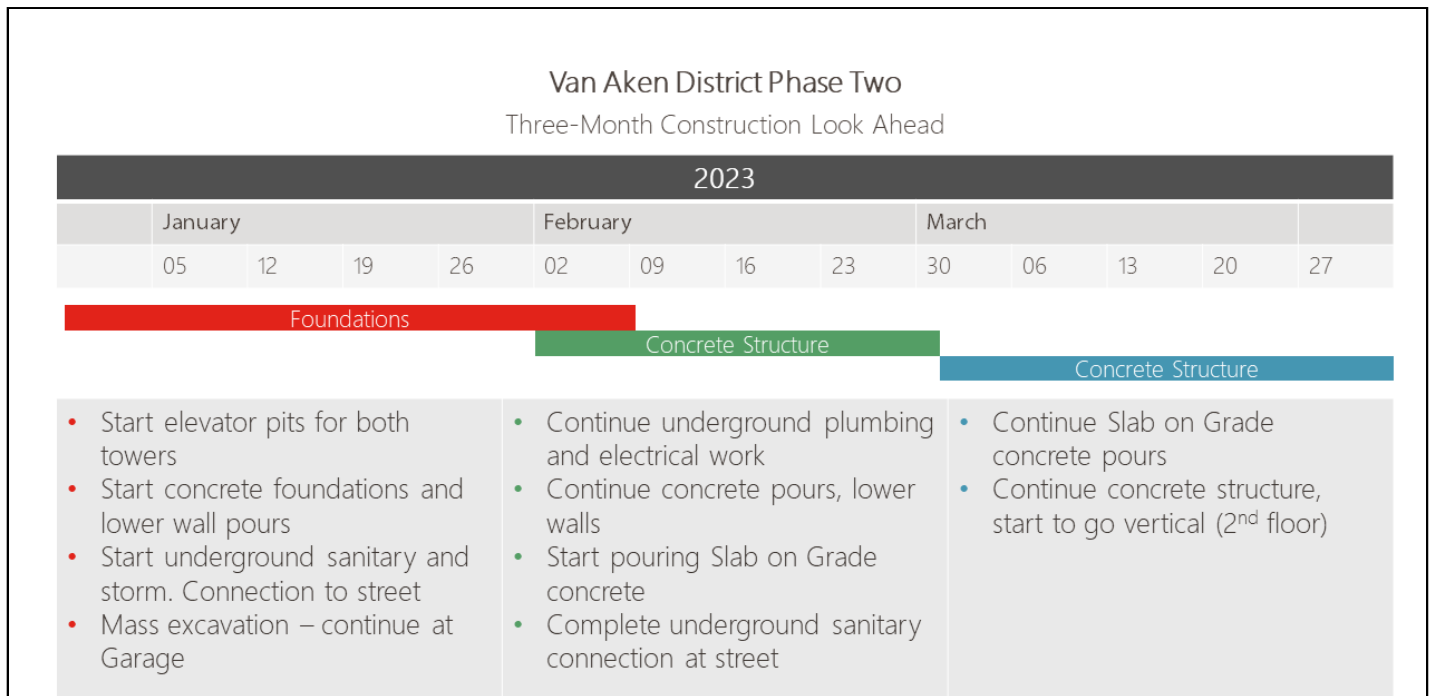 Van Aken District Phase Two
Three-Month Construction Look Ahead
2023
January February March
05 12 19 26 02 09 16 23 30 06 13 20 27
Foundations
Concrete Structure
Concrete Structure
• Start elevator pits for both
towers
• Start concrete foundations and
lower wall pours
• Start underground sanitary and
storm. Connection to street
• Mass excavation – continue at
Garage
• Continue underground plumbing
and electrical work
• Continue concrete pours, lower
walls
• Start pouring Slab on Grade
concrete
• Complete underground sanitary
connection at street
• Continue Slab on Grade
concrete pours
• Continue concrete structure,
start to go vertical (2nd floor)